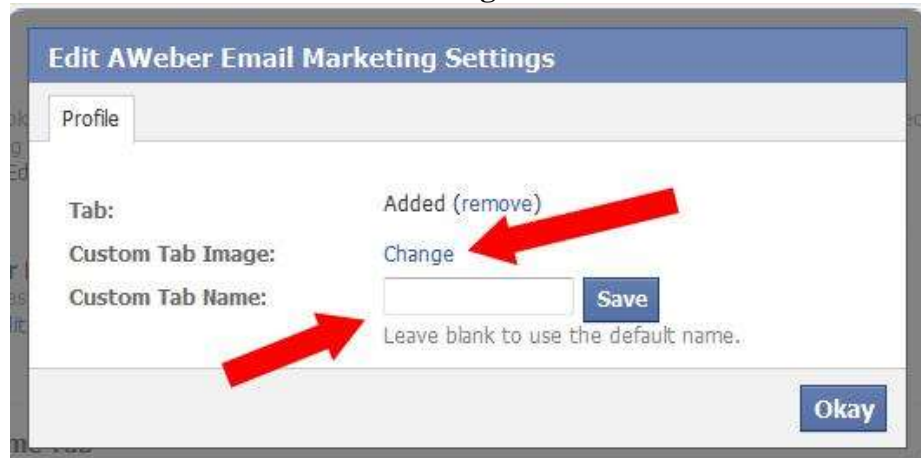 Edit AWeber Email Marketing Settings
Profile
Tab: Added (remove)
Custom Tab Image: Change
Custom Tab Name: Save
Leave blank to use the default name.
Okay